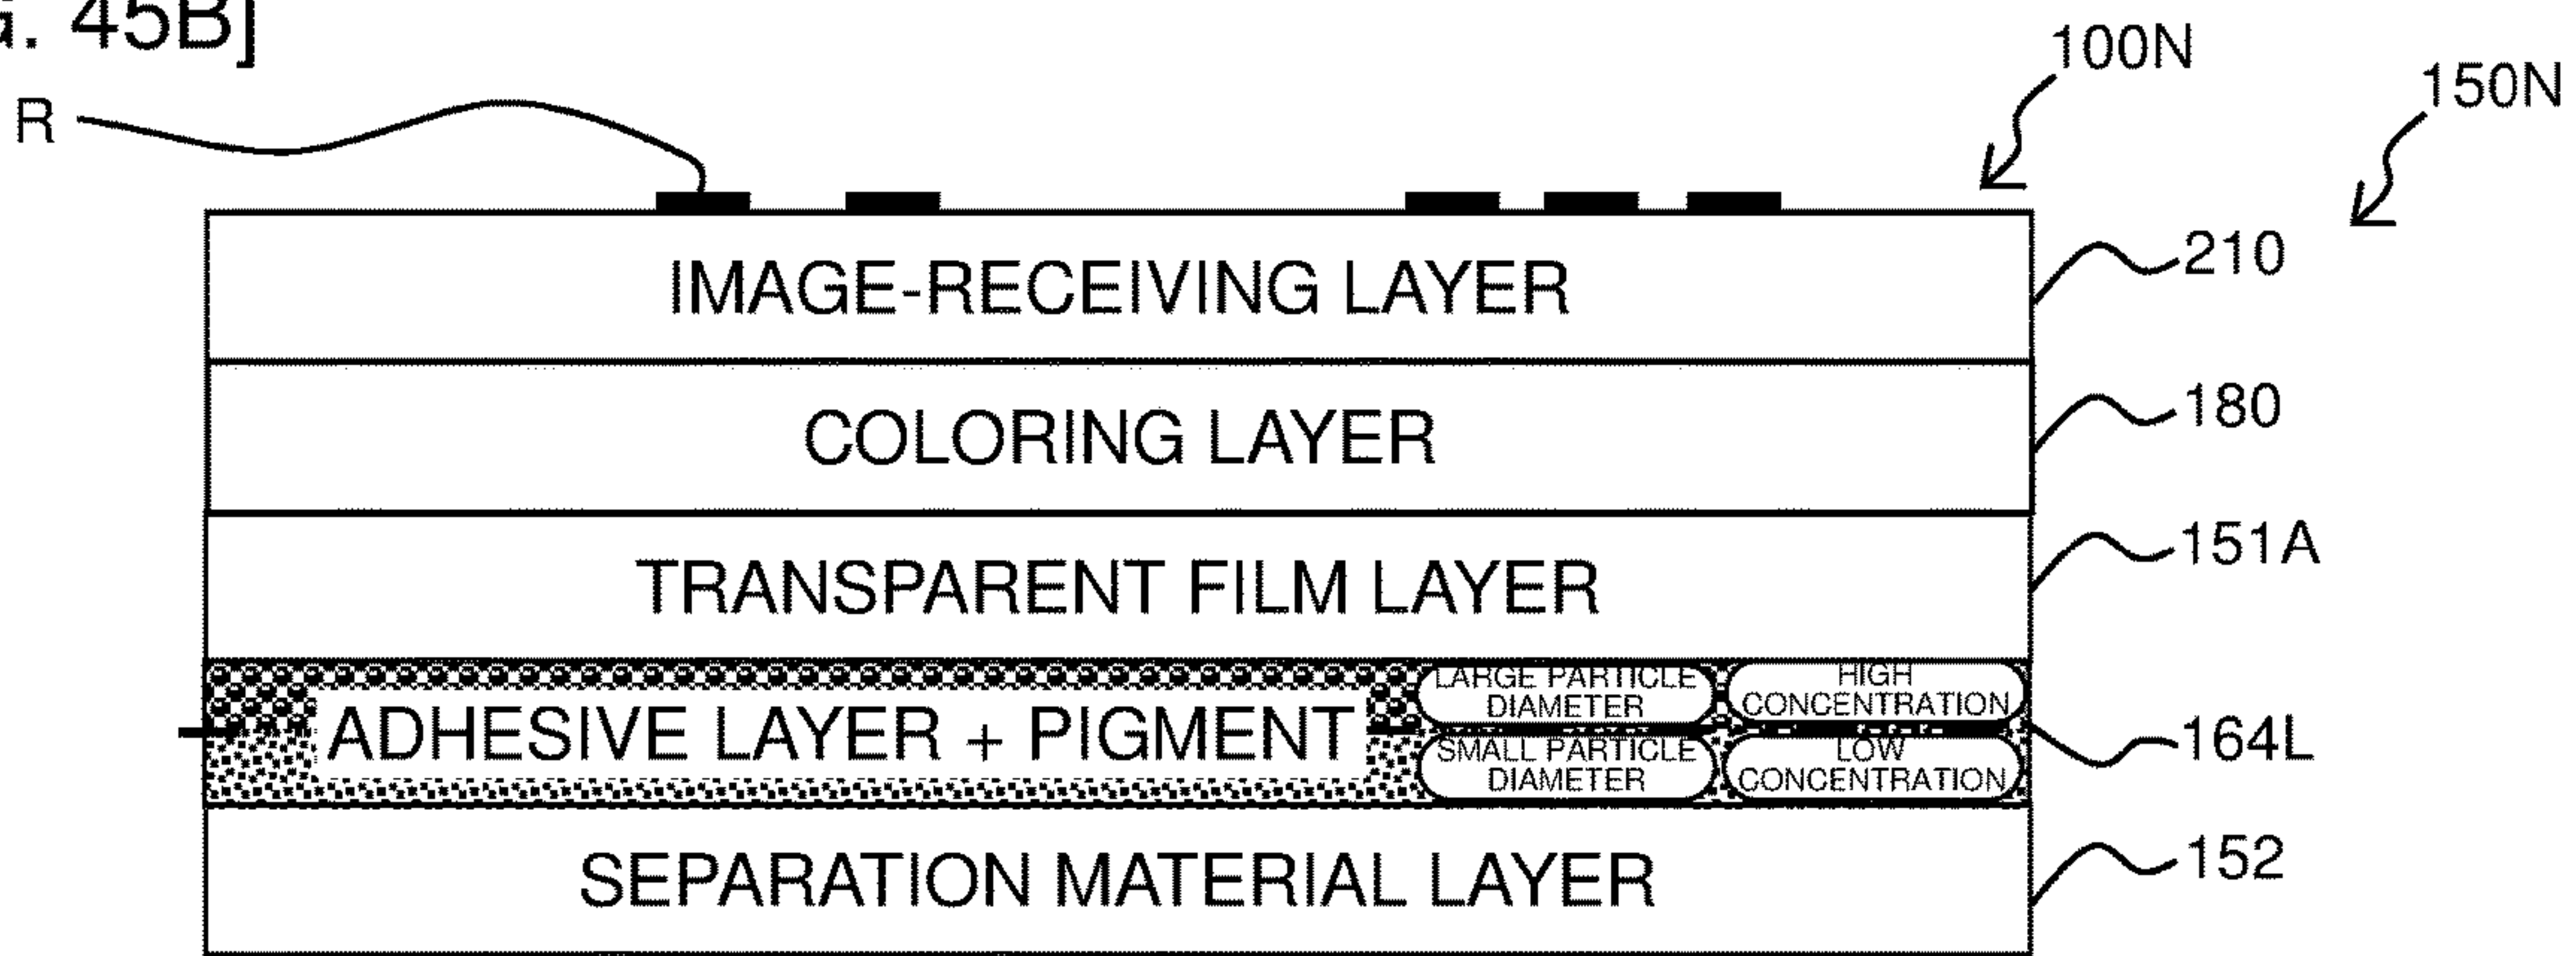 G. 45B]
100N
150N
R
IMAGE-RECEIVING LAYER
210
COLORING LAYER
180
TRANSPARENT FILM LAYER
151A
ADHESIVE LAYER + PIGMENT
LARGE PARTICLE
DIAMETER
HIGH
CONCENTRATION
SMALL PARTICLE
DIAMETER
LOW
CONCENTRATION
164L
SEPARATION MATERIAL LAYER
152